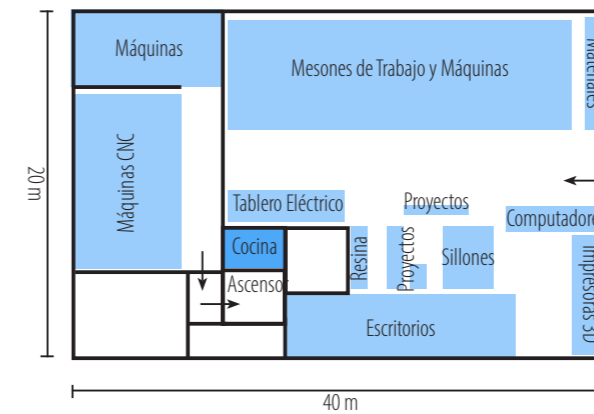 Máquinas
Mesones de Trabajo y Máquinas
Materiales
20 m
Máquinas CNC
Tablero Eléctrico
Proyectos
Computadore
Cocina
Resina
Proyectos
Sillones
Impresoras 3D
Ascensor
Escritorios
40 m